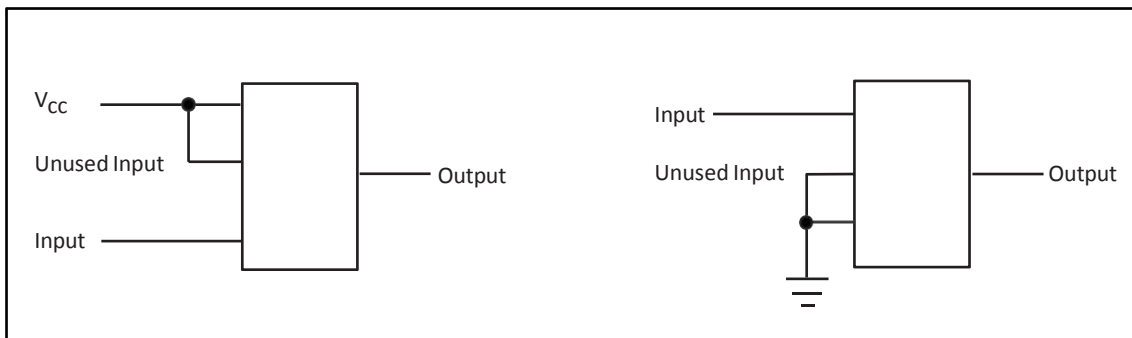 VCC
Unused Input
Input
Output
Input
Unused Input
Output